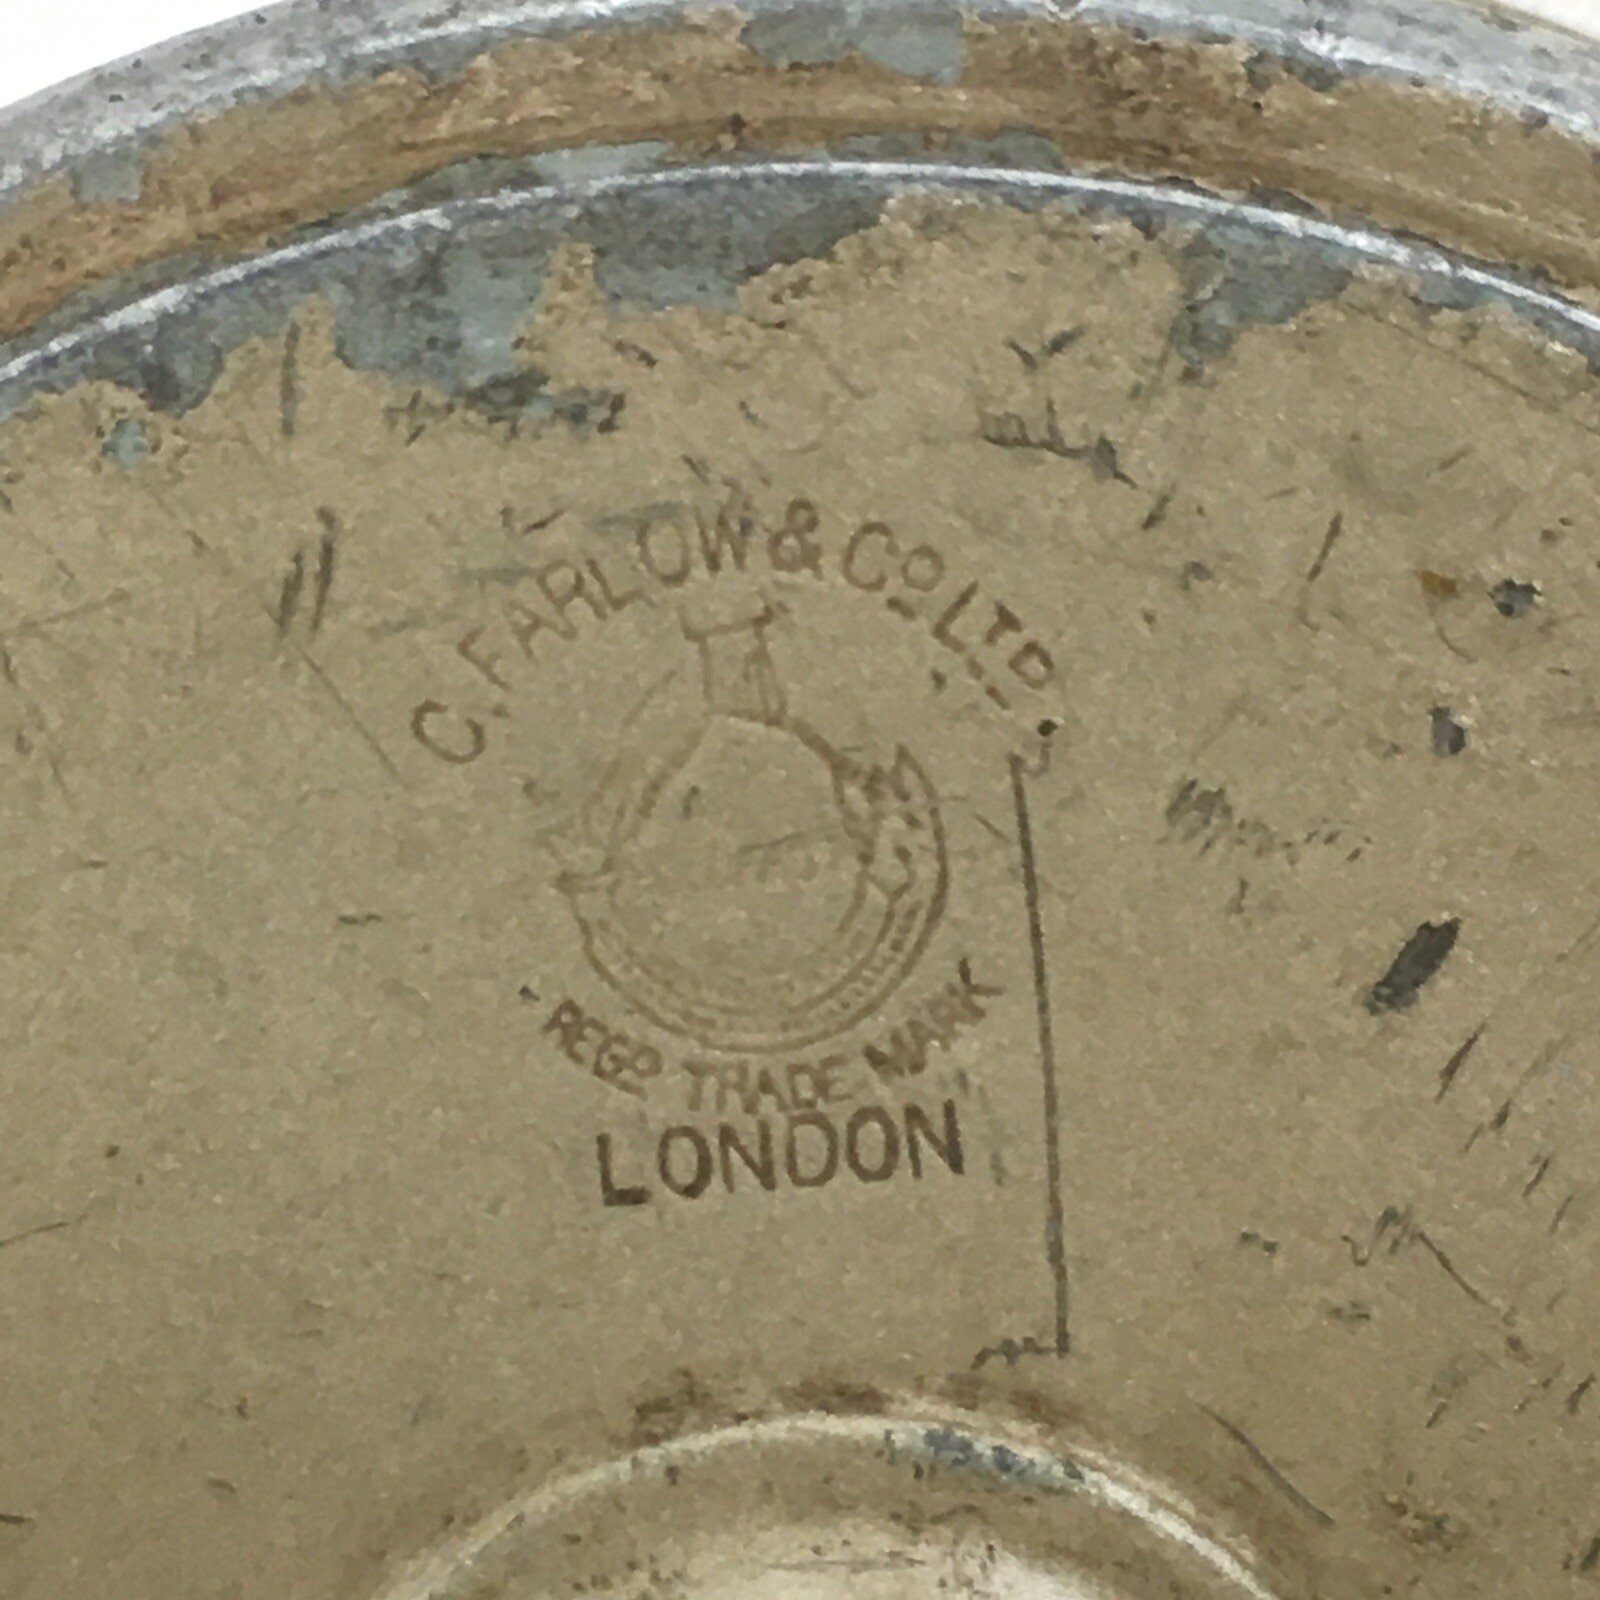 C. FARLOW & Co LTD.
REGD TRADE MARK
LONDON